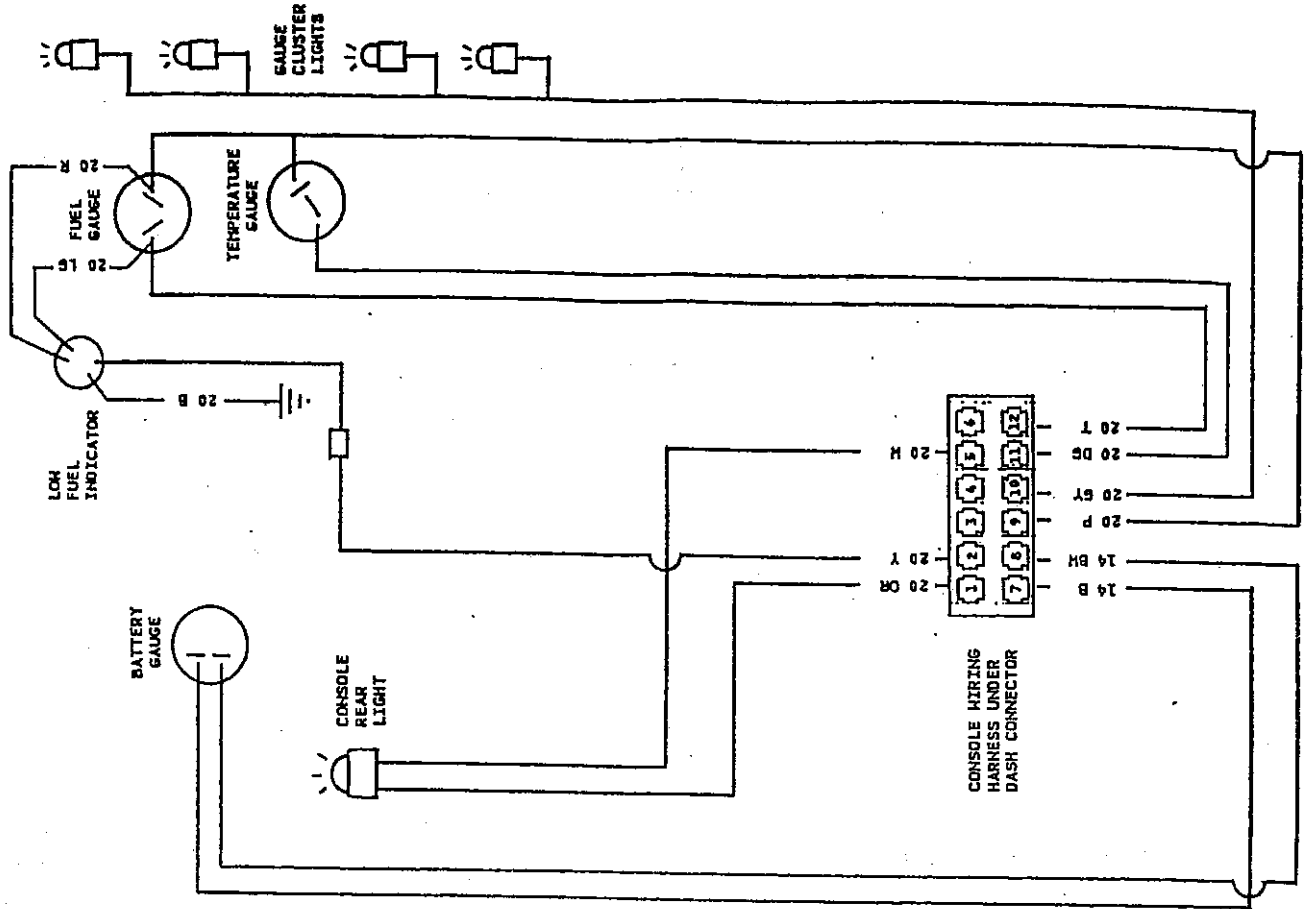 GAUGE
CLUSTER
LIGHTS
20 R
FUEL
GAUGE
20 LG
TEMPERATURE
GAUGE
LOW
FUEL
INDICATOR
20 B
BATTERY
GAUGE
CONSOLE
REAR
LIGHT
20 W
20 Y
20 OR
6
5
4
3
2
1
12
11
10
9
8
7
20 T
20 DG
20 GY
20 P
14 BW
14 B
CONSOLE WIRING
HARNESS UNDER
DASH CONNECTOR